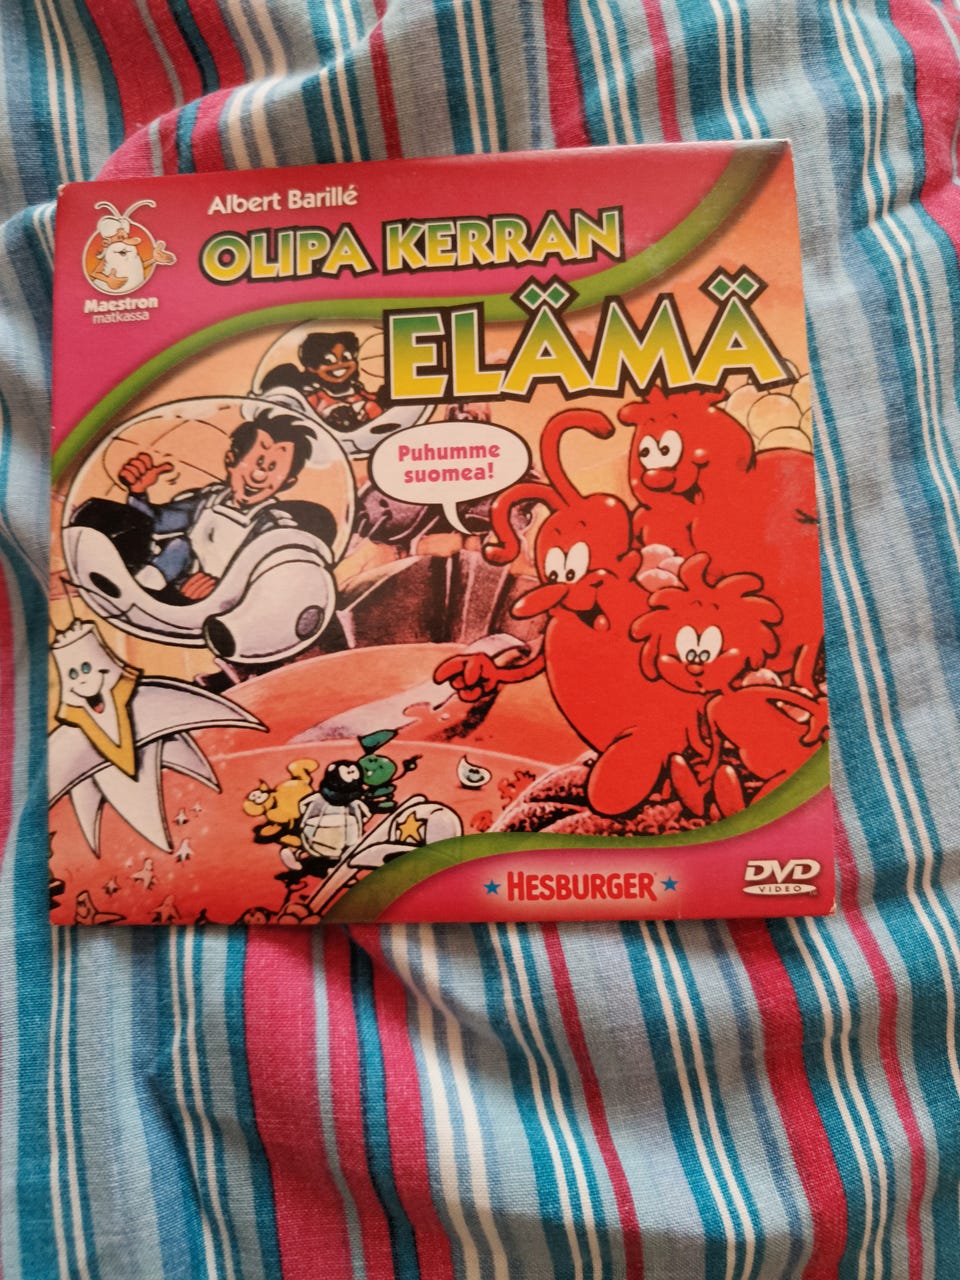 Albert Barillé
OLIPA KERRAN
ELÄMÄ
Maestron
matkassa
Puhumme
suomea!
HESBURGER
DVD
VIDEO